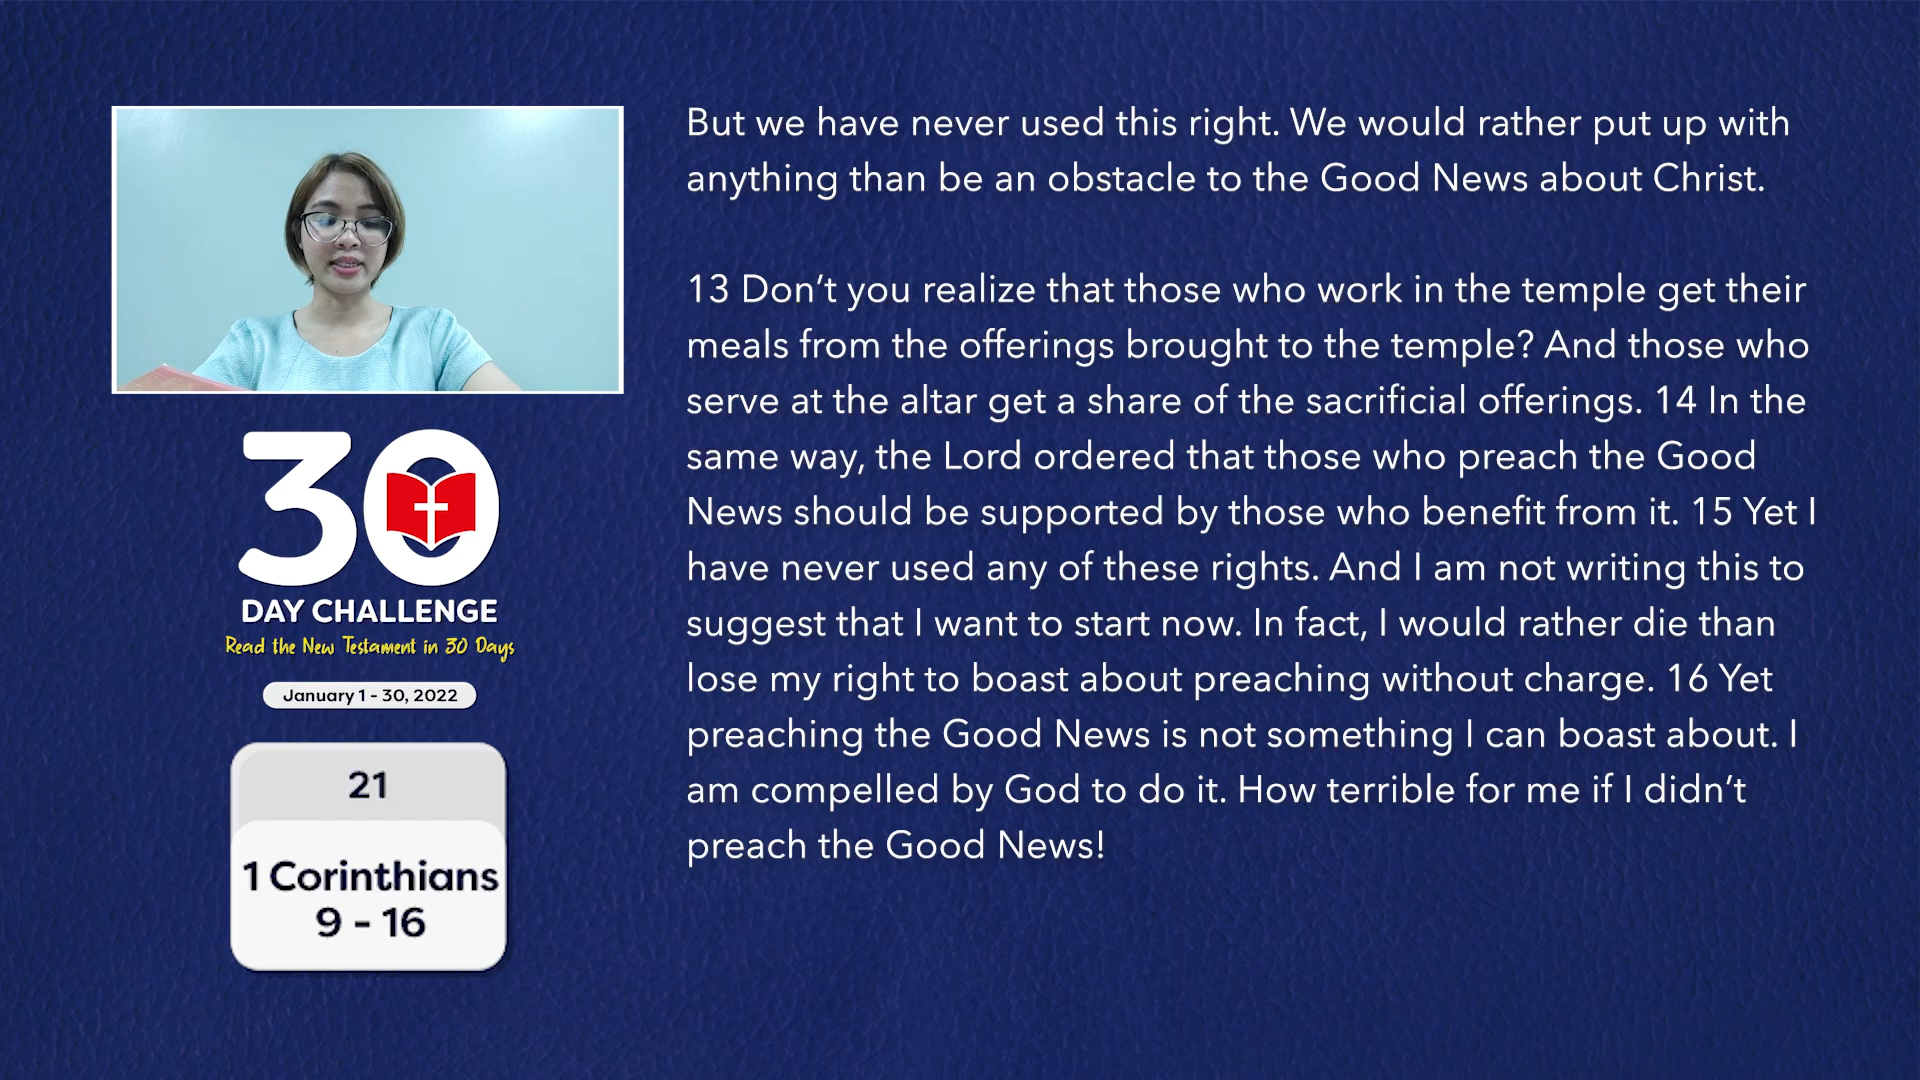 But we have never used this right. We would rather put up with
anything than be an obstacle to the Good News about Christ.
13 Don’t you realize that those who work in the temple get their
meals from the offerings brought to the temple? And those who
serve at the altar get a share of the sacrificial offerings. 14 In the
same way, the Lord ordered that those who preach the Good
News should be supported by those who benefit from it. 15 Yet I
have never used any of these rights. And I am not writing this to
suggest that I want to start now. In fact, I would rather die than
lose my right to boast about preaching without charge. 16 Yet
preaching the Good News is not something I can boast about. I
am compelled by God to do it. How terrible for me if I didn’t
preach the Good News!
30
DAY CHALLENGE
Read the New Testament in 30 Days
January 1 - 30, 2022
21
1 Corinthians
9 - 16